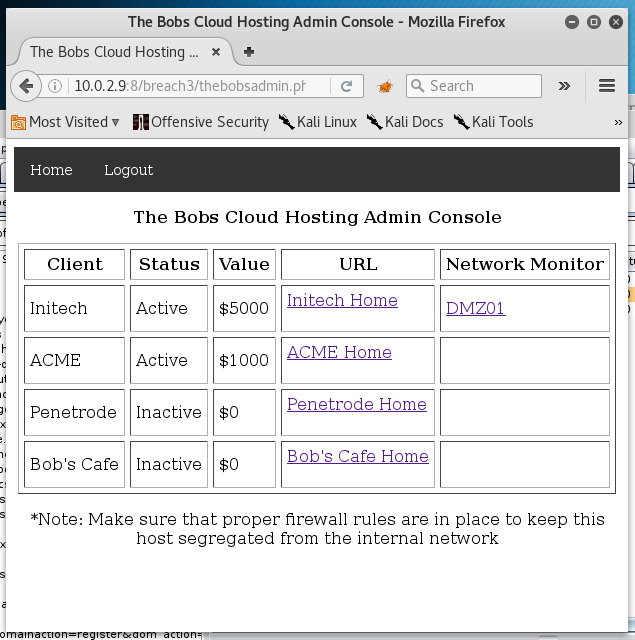 The Bobs Cloud Hosting Admin Console - Mozilla Firefox
The Bobs Cloud Hosting ...
10.0.2.9:8/breach3/thebobsadmin.ph
Search
Most Visited
Offensive Security
Kali Linux
Kali Docs
Kali Tools
Home Logout
The Bobs Cloud Hosting Admin Console
Client Status Value URL Network Monitor
Initech Active $5000 Initech Home DMZ01
ACME Active $1000 ACME Home
Penetrode Inactive $0 Penetrode Home
Bob's Cafe Inactive $0 Bob's Cafe Home
*Note: Make sure that proper firewall rules are in place to keep this
host segregated from the internal network
omainaction=register&dom_action=